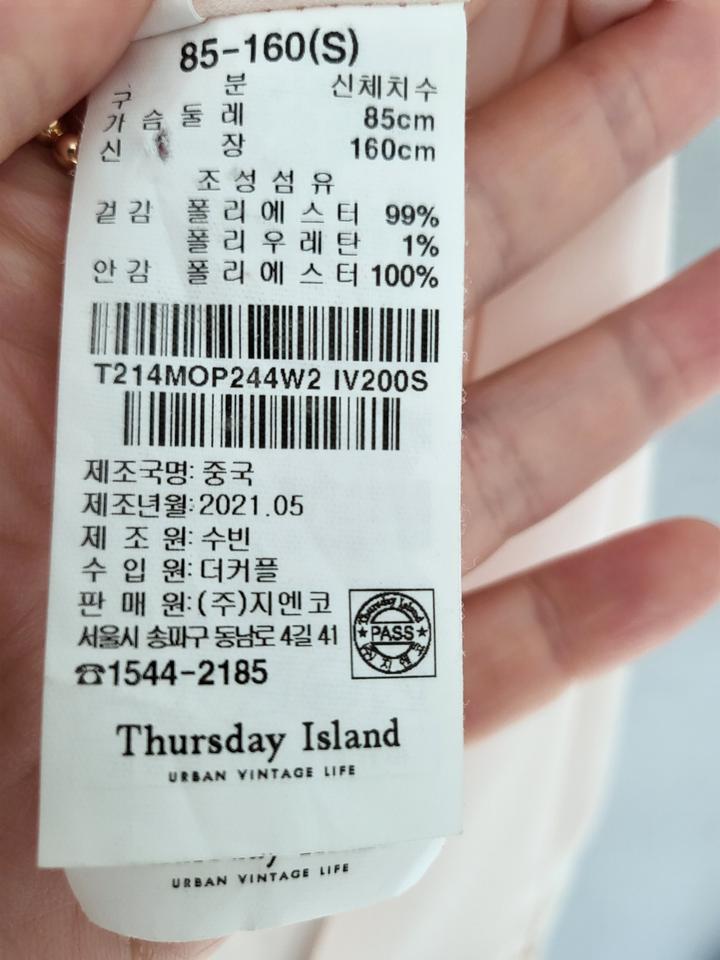 85-160(S)
구 분 신체치수
가 슴 둘 레 85cm
신 장 160cm
조 성 섬 유
겉 감 폴 리 에 스 터 99%
폴 리 우 레 탄 1%
안 감 폴 리 에 스 터 100%
T214MOP244W2 IV200S
제조국명: 중국
제조년월: 2021.05
제 조 원: 수빈
수 입 원: 더커플
판 매 원: (주)지엔코
서울시 송파구 동남로 4길 41
☎1544-2185
Thursday Island
PASS
Thursday Island
URBAN VINTAGE LIFE
URBAN VINTAGE LIFE